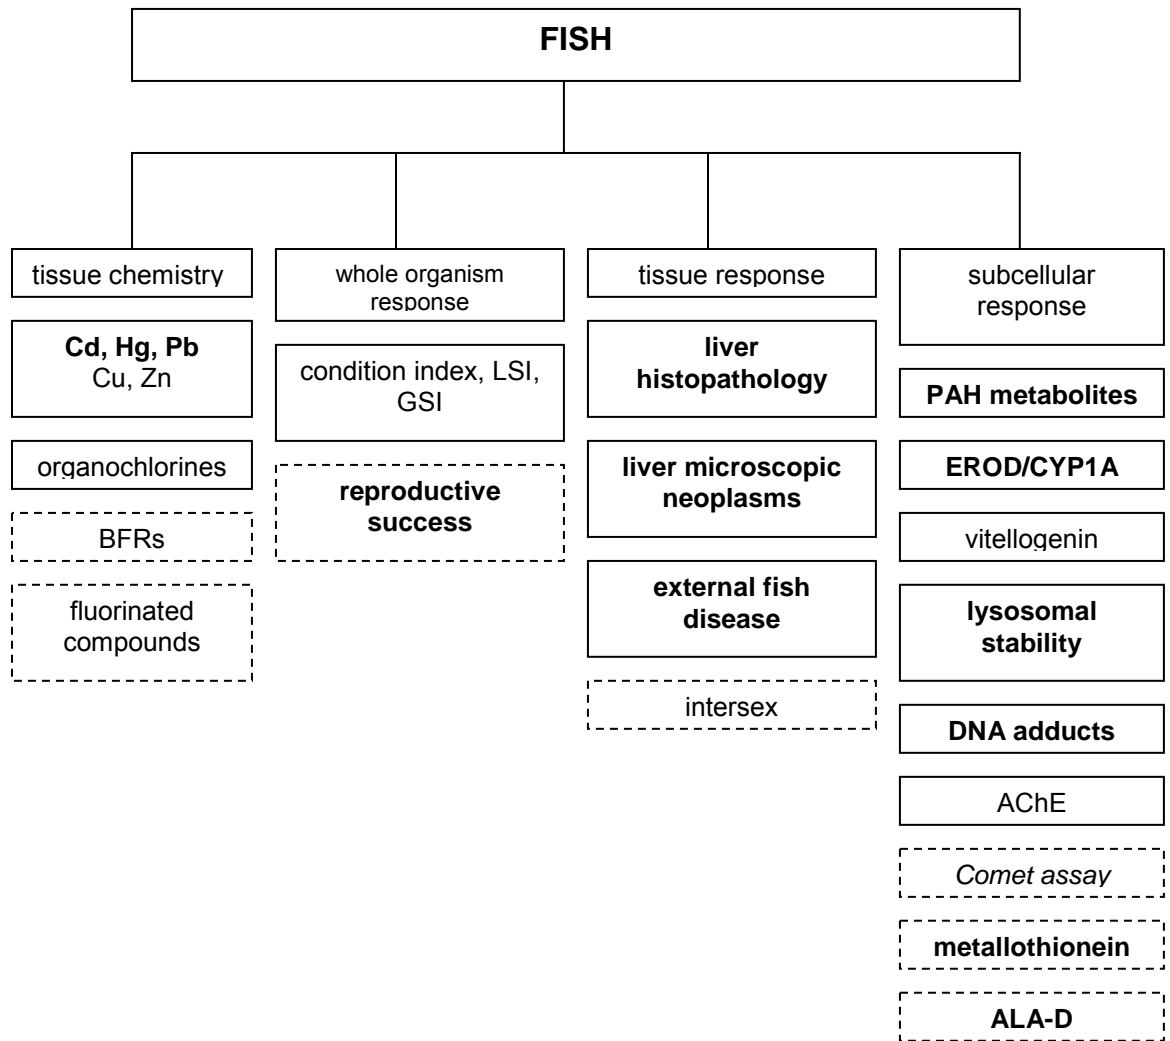 FISH
tissue chemistry
Cd, Hg, Pb
Cu, Zn
organochlorines
BFRs
fluorinated
compounds
whole organism
response
condition index, LSI,
GSI
reproductive
success
tissue response
liver
histopathology
liver microscopic
neoplasms
external fish
disease
intersex
subcellular
response
PAH metabolites
EROD/CYP1A
vitellogenin
lysosomal
stability
DNA adducts
AChE
Comet assay
metallothionein
ALA-D